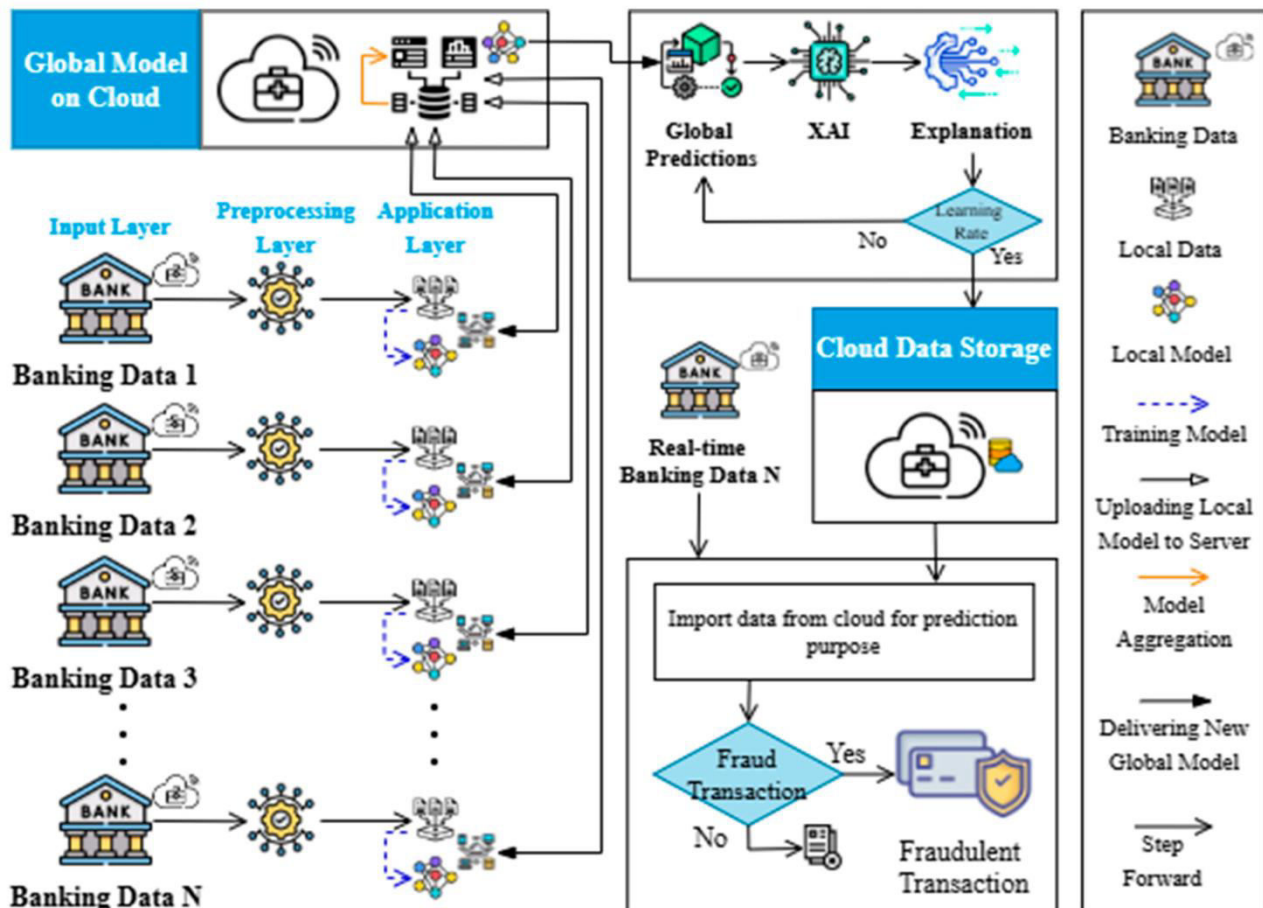 Global Model
on Cloud
Global
Predictions
XAI
Explanation
Learning
Rate
No
Yes
Input Layer
Preprocessing
Layer
Application
Layer
BANK
Banking Data 1
BANK
Banking Data 2
BANK
Banking Data 3
BANK
Banking Data N
BANK
Real-time
Banking Data N
Cloud Data Storage
Import data from cloud for prediction
purpose
Fraud
Transaction
Yes
No
Fraudulent
Transaction
BANK
Banking Data
Local Data
Local Model
Training Model
Uploading Local
Model to Server
Model
Aggregation
Delivering New
Global Model
Step
Forward